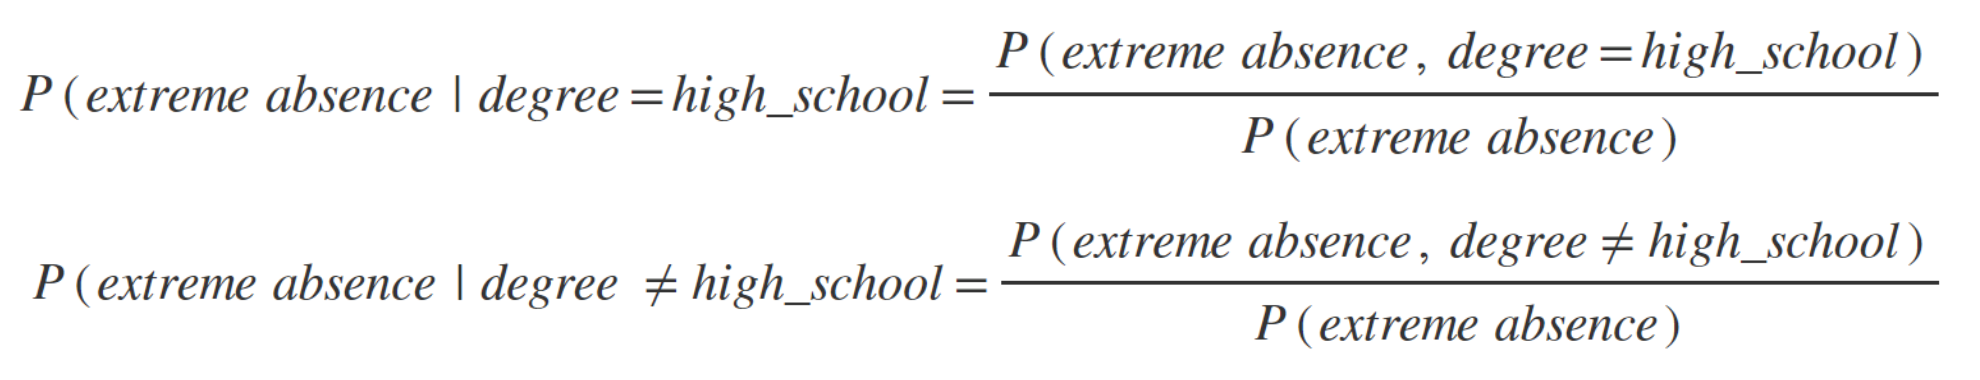 P(extreme absence | degree=high_school = P(extreme absence, degree=high_school) / P(extreme absence)
P(extreme absence | degree ≠ high_school = P(extreme absence, degree ≠ high_school) / P(extreme absence)